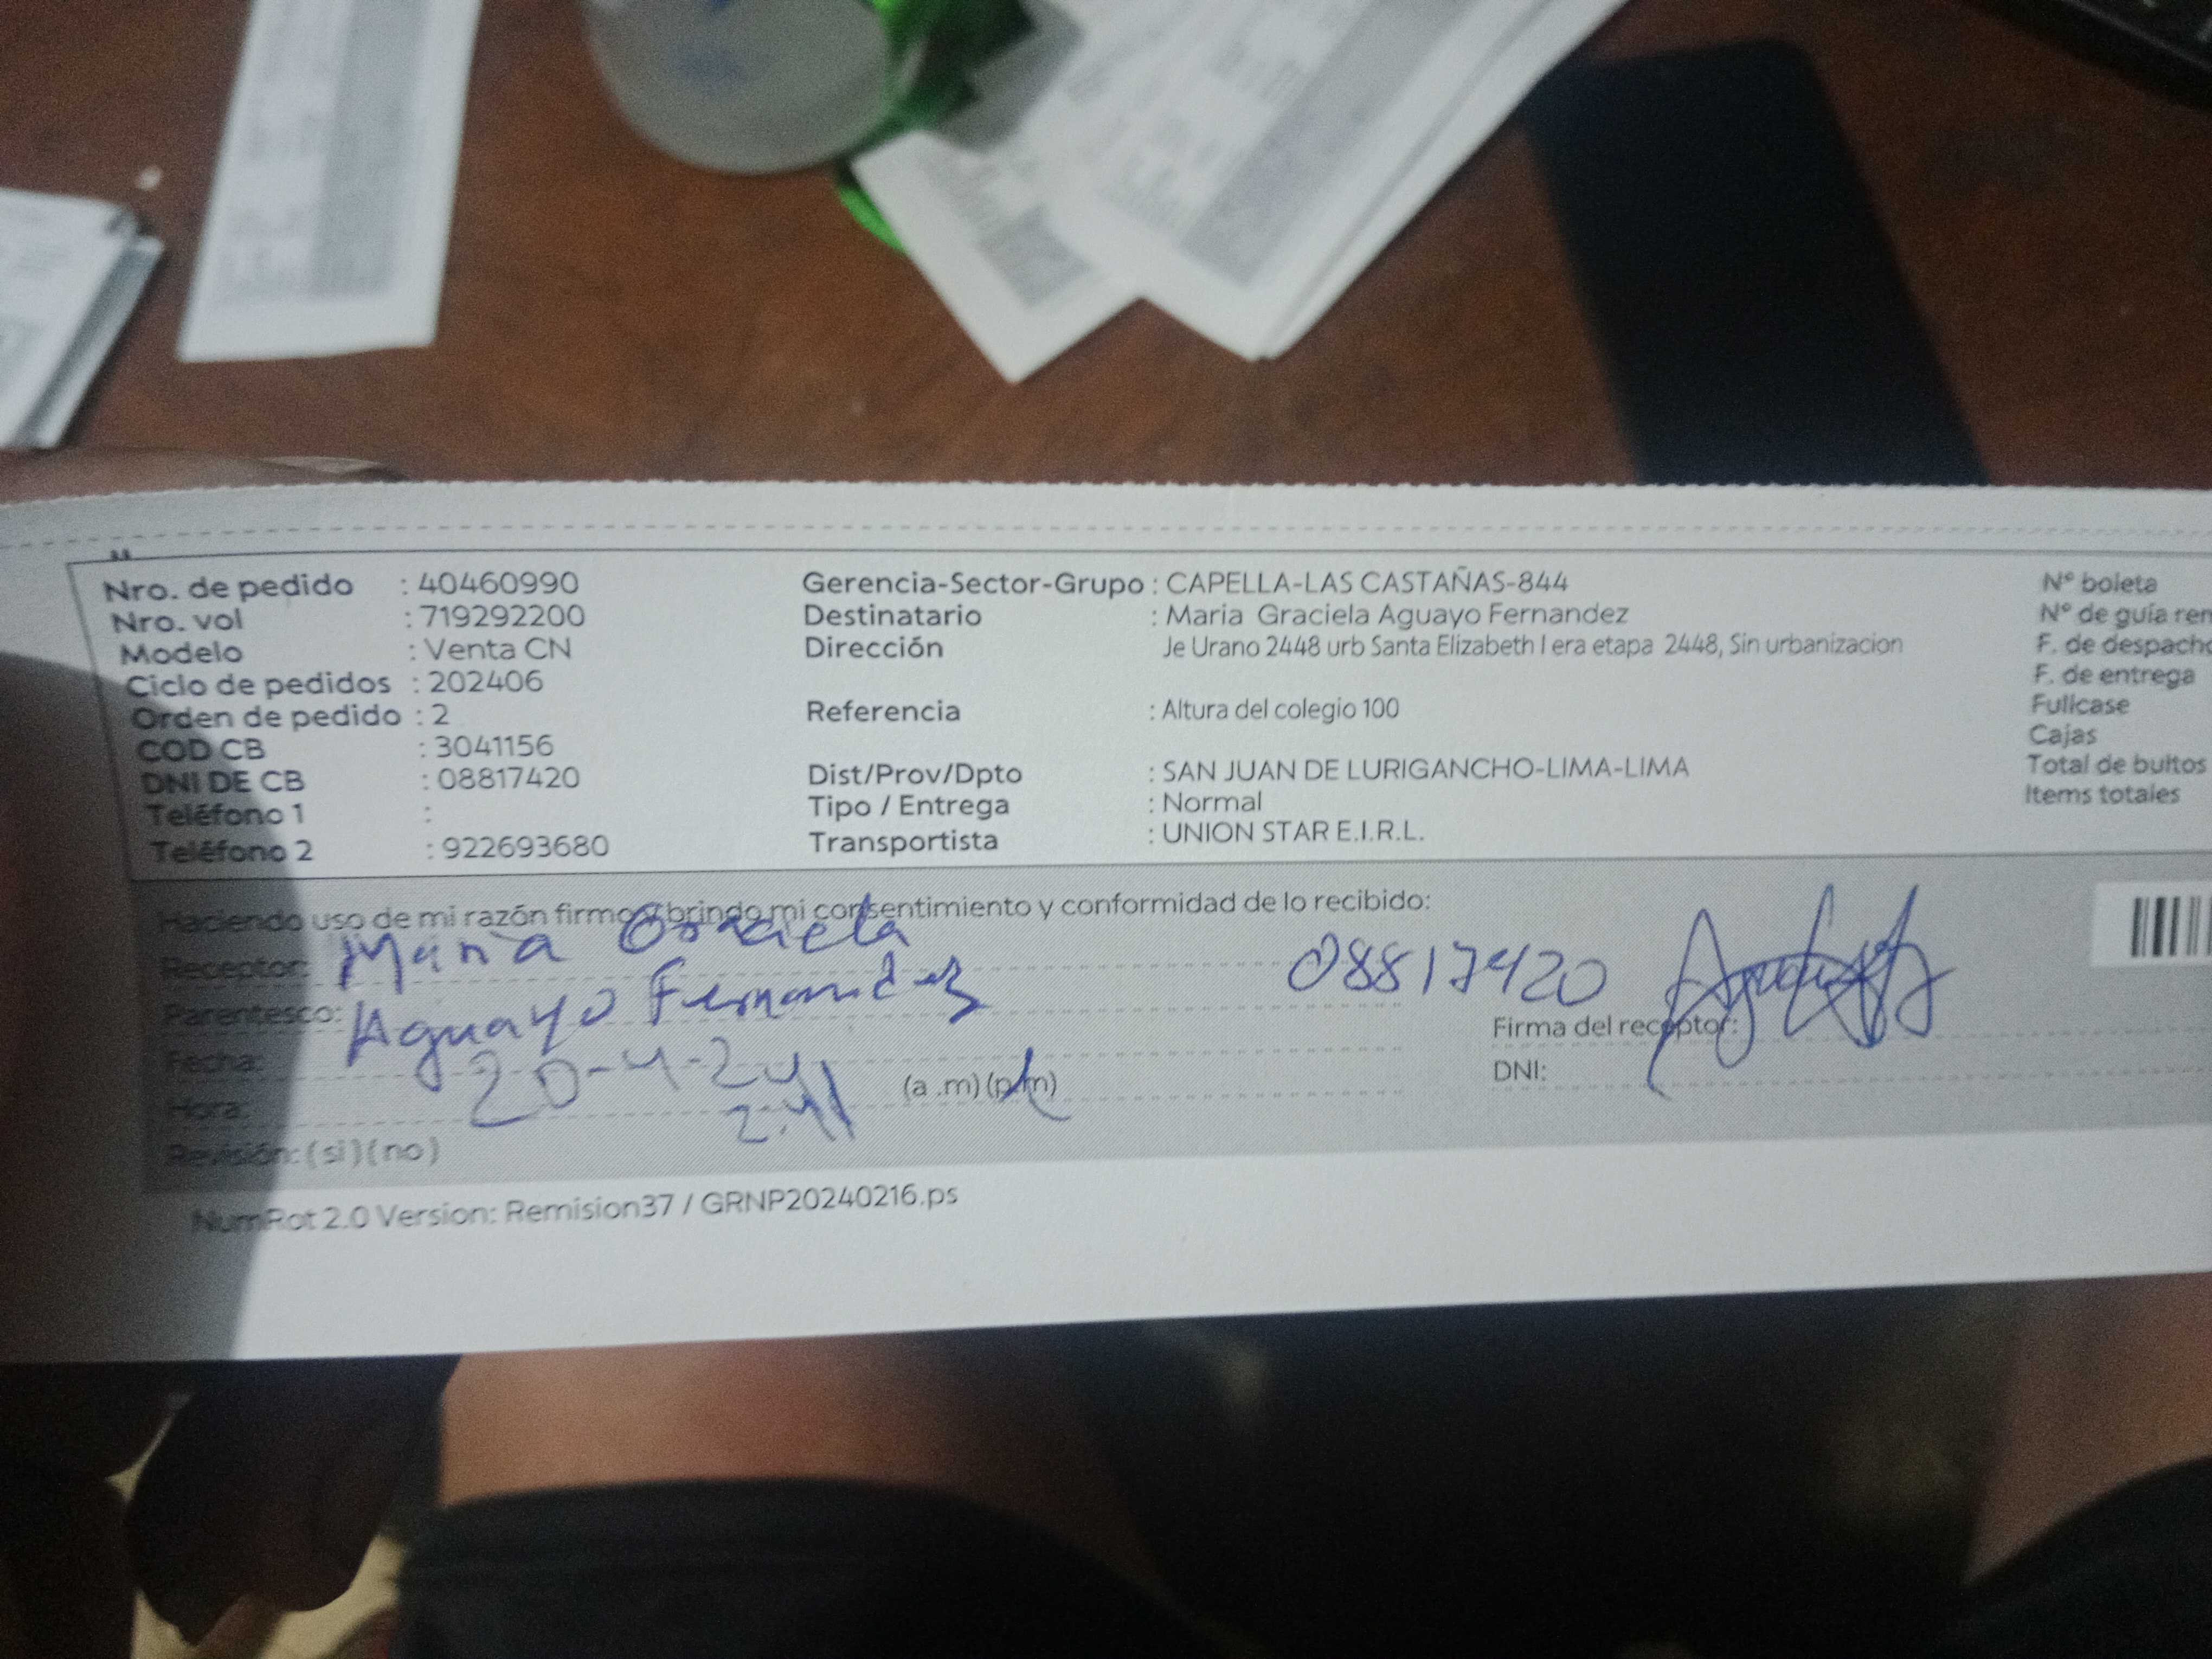 Nro. de pedido : 40460990
Nro. vol : 719292200
Modelo : Venta CN
Ciclo de pedidos : 202406
Orden de pedido : 2
COD CB : 3041156
DNI DE CB : 08817420
Teléfono 1 :
Teléfono 2 : 922693680
Gerencia-Sector-Grupo : CAPELLA-LAS CASTAÑAS-844
Destinatario : Maria Graciela Aguayo Fernandez
Dirección Je Urano 2448 urb Santa Elizabeth I era etapa 2448, Sin urbanizacion
Referencia : Altura del colegio 100
Dist/Prov/Dpto : SAN JUAN DE LURIGANCHO-LIMA-LIMA
Tipo / Entrega : Normal
Transportista : UNION STAR E.I.R.L.
N° boleta
N° de guía rem
F. de despacho
F. de entrega
Fullcase
Cajas
Total de bultos
Items totales
Haciendo uso de mi razón firmo y brindo mi consentimiento y conformidad de lo recibido:
Receptor: Maria Graciela
Parentesco: Aguayo Fernandez
Fecha: 20-4-24
Hora: 2:41 (a .m) (p.m)
Revisión: (si) (no)
08817420
Firma del receptor:
DNI:
NumRot 2.0 Version: Remision37 / GRNP20240216.ps